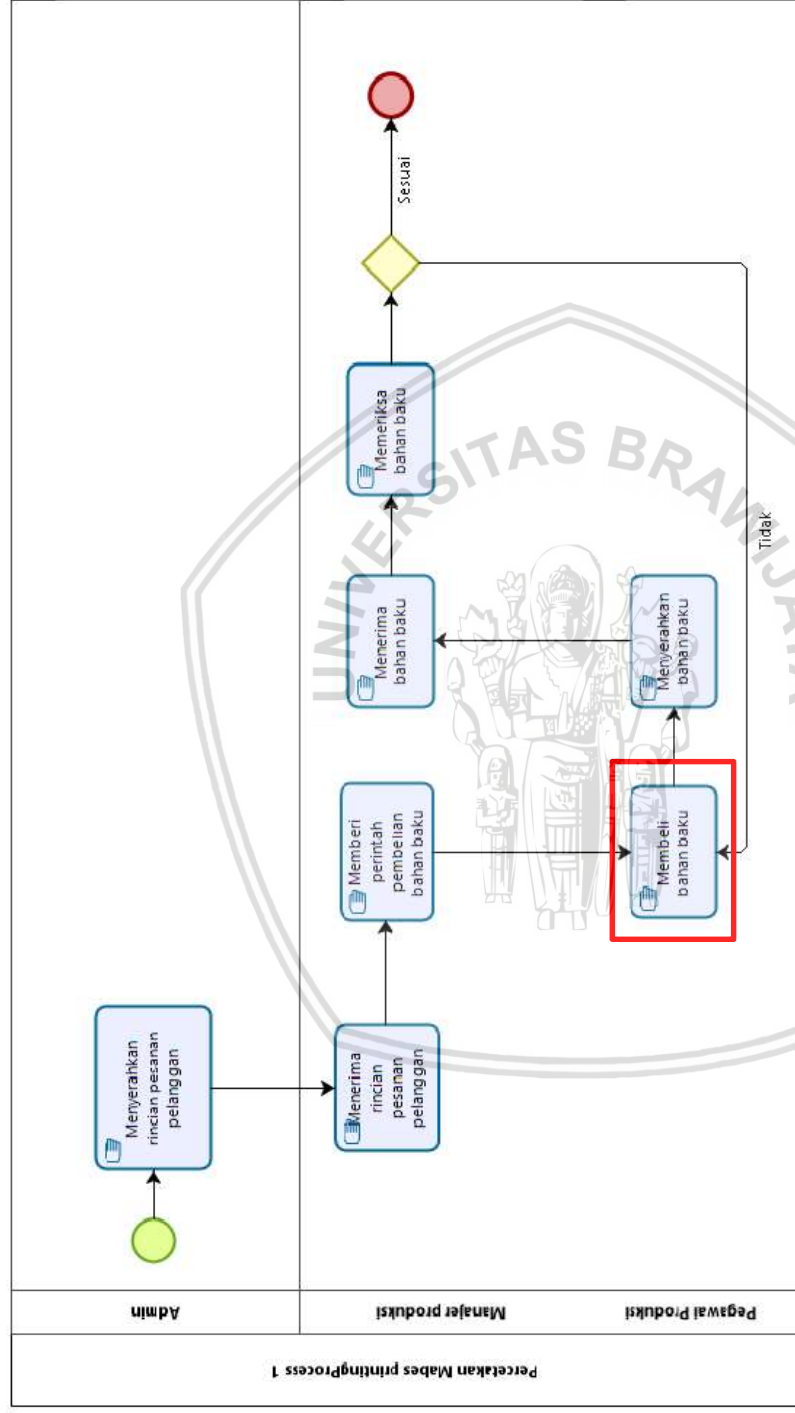 Percetakan Mabes printingProcess 1
Admin
Manajer produksi
Pegawai Produksi
Menyerahkan
rincian pesanan
pelanggan
Menerima
rincian
pesanan
pelanggan
Memberi
perintah
pembelian
bahan baku
Membeli
bahan baku
Menyerahkan
bahan baku
Menerima
bahan baku
Memeriksa
bahan baku
Sesuai
Tidak
UNIVERSITAS BRAWIJAYA